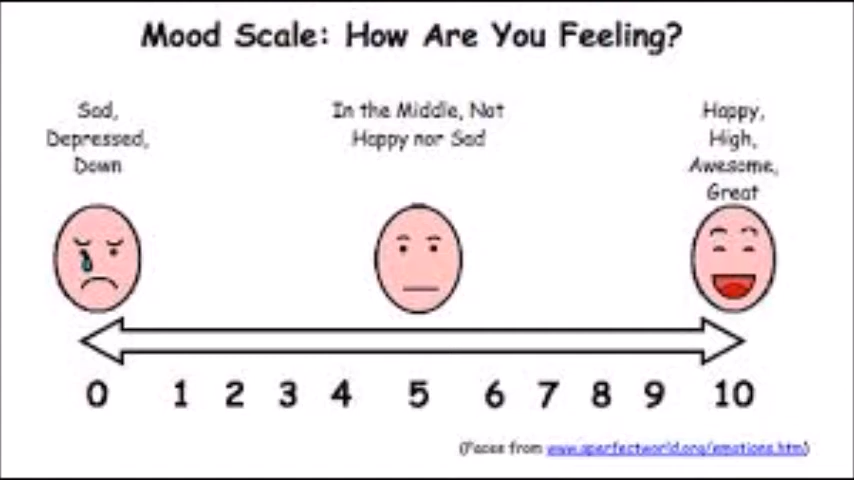 Mood Scale: How Are You Feeling?
Sad,
Depressed,
Down
In the Middle, Not
Happy nor Sad
Happy,
High,
Awesome,
Great
0 1 2 3 4 5 6 7 8 9 10
(Faces from www.aperfectworld.org/emotions.htm)